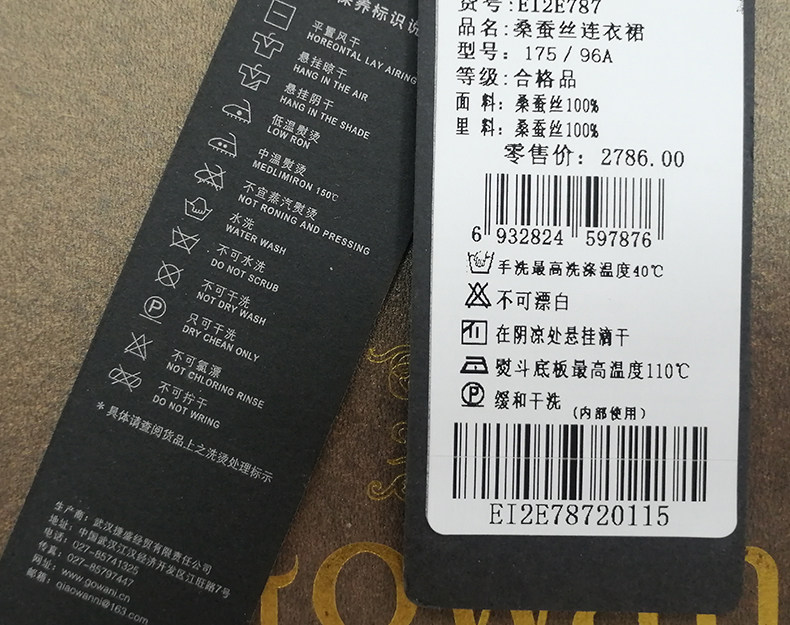 保养标识说
平置风干
HOREONTAL LAY AIRING
悬挂晾干
HANG IN THE AIR
悬挂阴干
HANG IN THE SHADE
低温熨烫
LOW RON
中温熨烫
MEDLIMIRON 150℃
不宜蒸汽熨烫
NOT RONING AND PRESSING
水洗
WATER WASH
不可水洗
DO NOT SCRUB
不可干洗
NOT DRY WASH
只可干洗
DRY CHEAN ONLY
不可氯漂
NOT CHLORING RINSE
不可拧干
DO NOT WRING
*具体请查阅货品上之洗烫处理标示
生产商：武汉捷盛经贸有限责任公司
地址：中国武汉江汉经济开发区江旺路7号
电话：027-85741325
传真：027-85797447
网址：www.gowani.cn
邮箱：qiaowanni@163.com
货号:EI2E787
品名:桑蚕丝连衣裙
型号: 175/96A
等级:合格品
面 料: 桑蚕丝100%
里 料: 桑蚕丝100%
零售价: 2786.00
6 932824 597876
手洗最高洗涤温度40℃
不可漂白
在阴凉处悬挂滴干
熨斗底板最高温度110℃
P 缓和干洗
(内部使用)
EI2E78720115